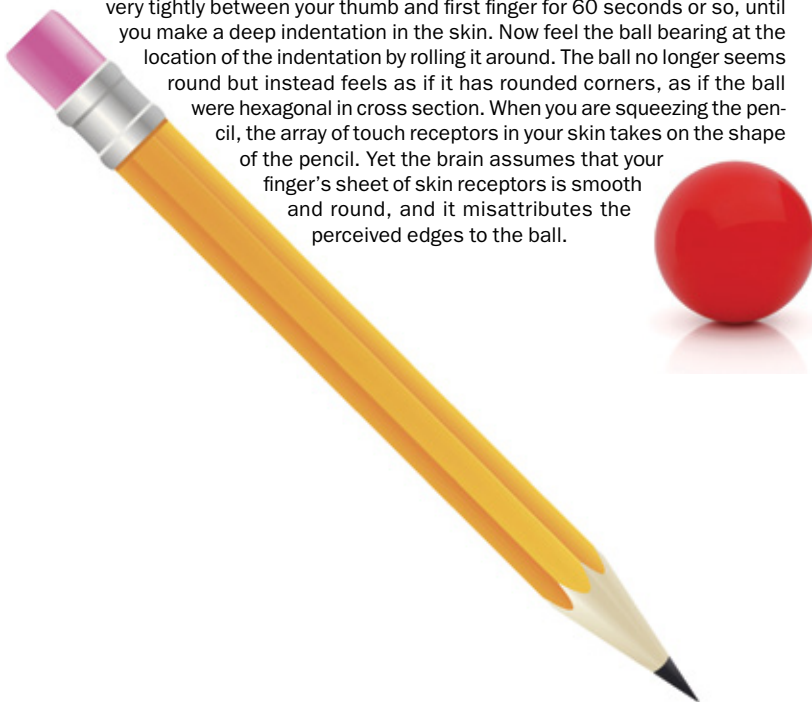 very tightly between your thumb and first finger for 60 seconds or so, until
you make a deep indentation in the skin. Now feel the ball bearing at the
location of the indentation by rolling it around. The ball no longer seems
round but instead feels as if it has rounded corners, as if the ball
were hexagonal in cross section. When you are squeezing the pen-
cil, the array of touch receptors in your skin takes on the shape
of the pencil. Yet the brain assumes that your
finger’s sheet of skin receptors is smooth
and round, and it misattributes the
perceived edges to the ball.